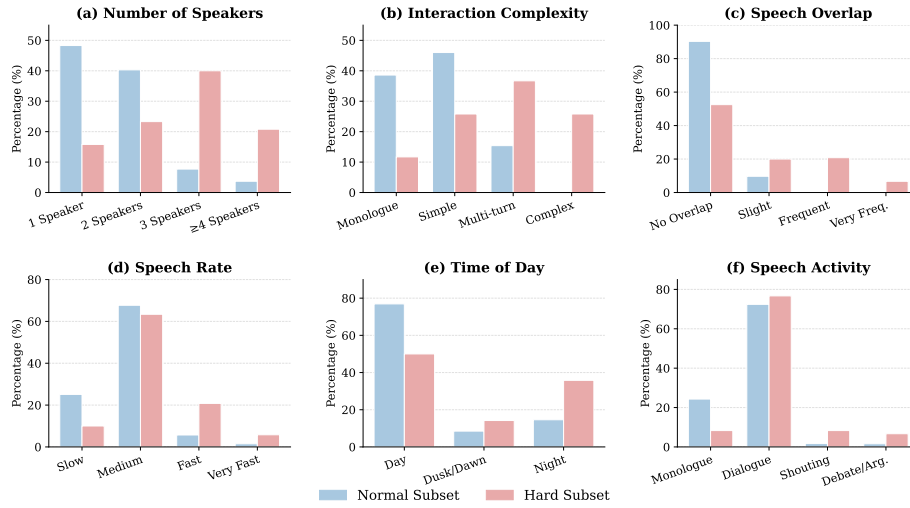 (a) Number of Speakers
Percentage (%)
50
40
30
20
10
0
1 Speaker
2 Speakers
3 Speakers
≥4 Speakers
(b) Interaction Complexity
Percentage (%)
50
40
30
20
10
0
Monologue
Simple
Multi-turn
Complex
(c) Speech Overlap
Percentage (%)
100
80
60
40
20
0
No Overlap
Slight
Frequent
Very Freq.
(d) Speech Rate
Percentage (%)
80
60
40
20
0
Slow
Medium
Fast
Very Fast
(e) Time of Day
Percentage (%)
80
60
40
20
0
Day
Dusk/Dawn
Night
(f) Speech Activity
Percentage (%)
80
60
40
20
0
Monologue
Dialogue
Shouting
Debate/Arg.
Normal Subset
Hard Subset